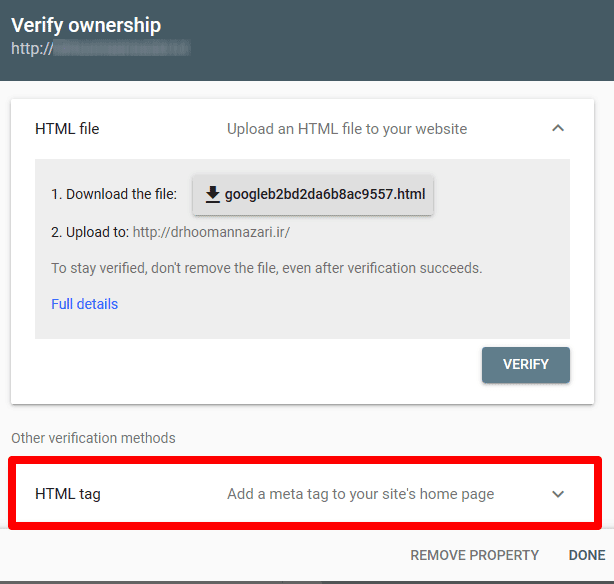 Verify ownership
http://
HTML file Upload an HTML file to your website
1. Download the file: googleb2bd2da6b8ac9557.html
2. Upload to: http://drhoomannazari.ir/
To stay verified, don't remove the file, even after verification succeeds.
Full details
VERIFY
Other verification methods
HTML tag Add a meta tag to your site's home page
REMOVE PROPERTY DONE